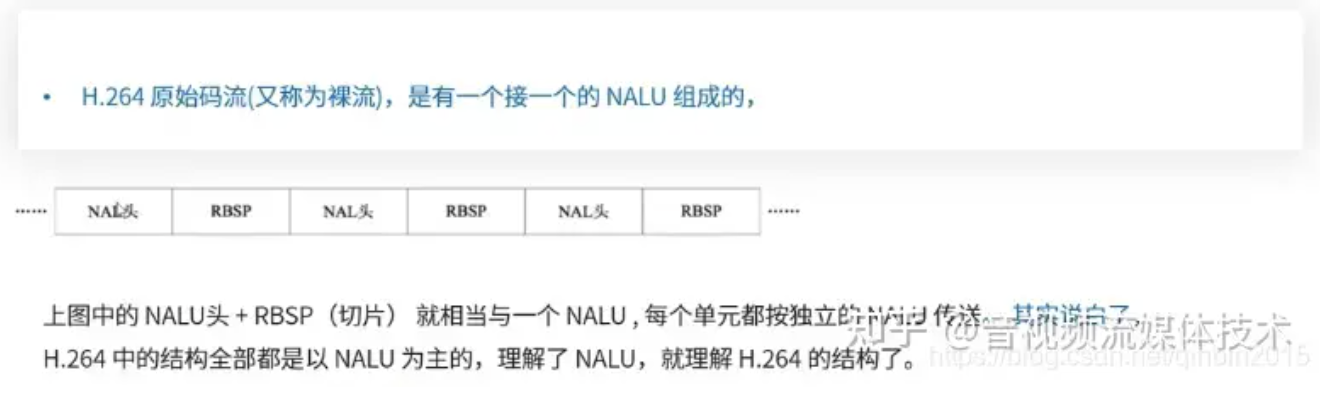 • H.264 原始码流(又称为裸流)，是有一个接一个的 NALU 组成的，
...... NAL头 RBSP NAL头 RBSP NAL头 RBSP ......
上图中的 NALU头 + RBSP（切片） 就相当与一个 NALU , 每个单元都按独立的 NALU 传送。 其实说白了，
H.264 中的结构全部都是以 NALU 为主的，理解了 NALU，就理解 H.264 的结构了。
知乎 @音视频流媒体技术